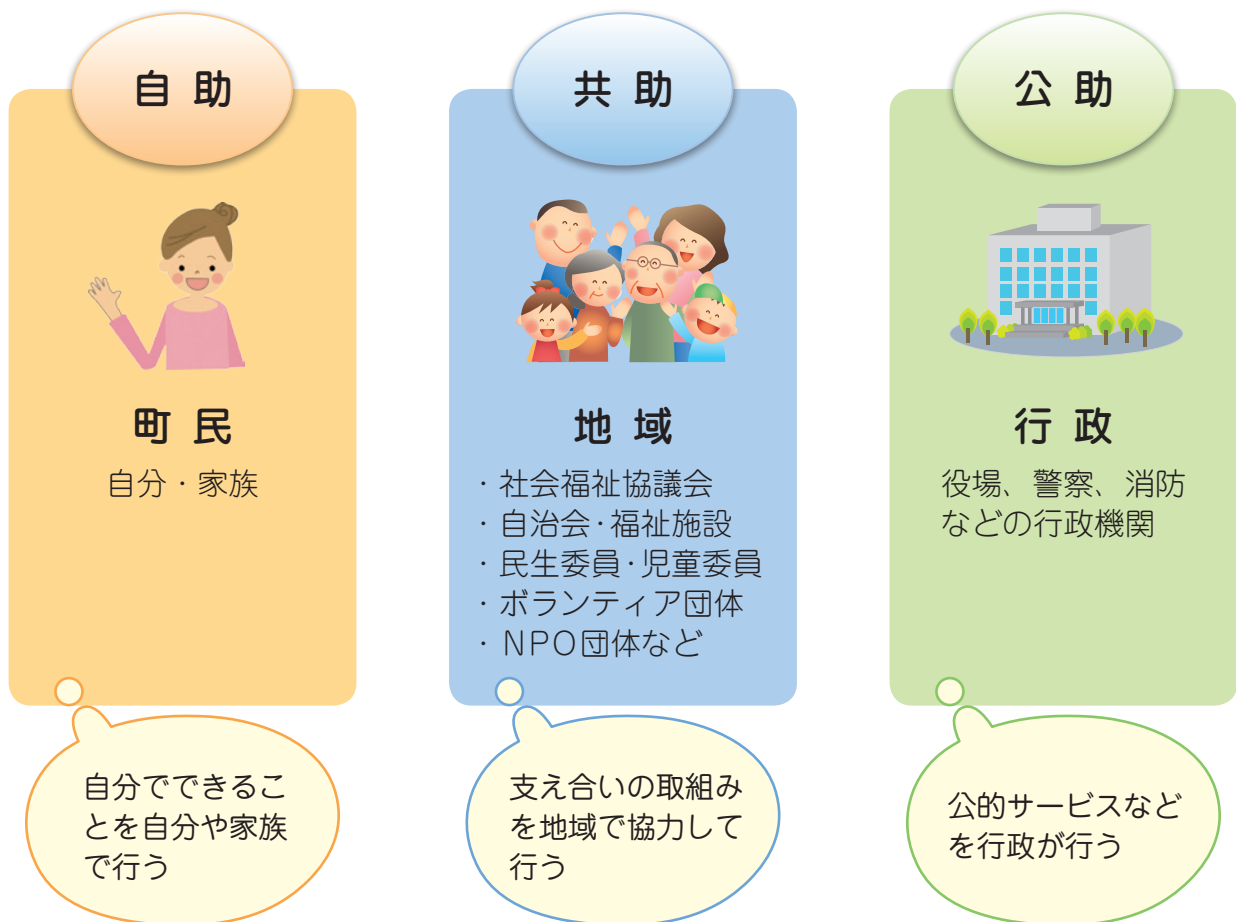 自助
町民
自分・家族
自分でできるこ
とを自分や家族
で行う
共助
地域
・社会福祉協議会
・自治会・福祉施設
・民生委員・児童委員
・ボランティア団体
・NPO団体など
支え合いの取組み
を地域で協力して
行う
公助
行政
役場、警察、消防
などの行政機関
公的サービスなど
を行政が行う